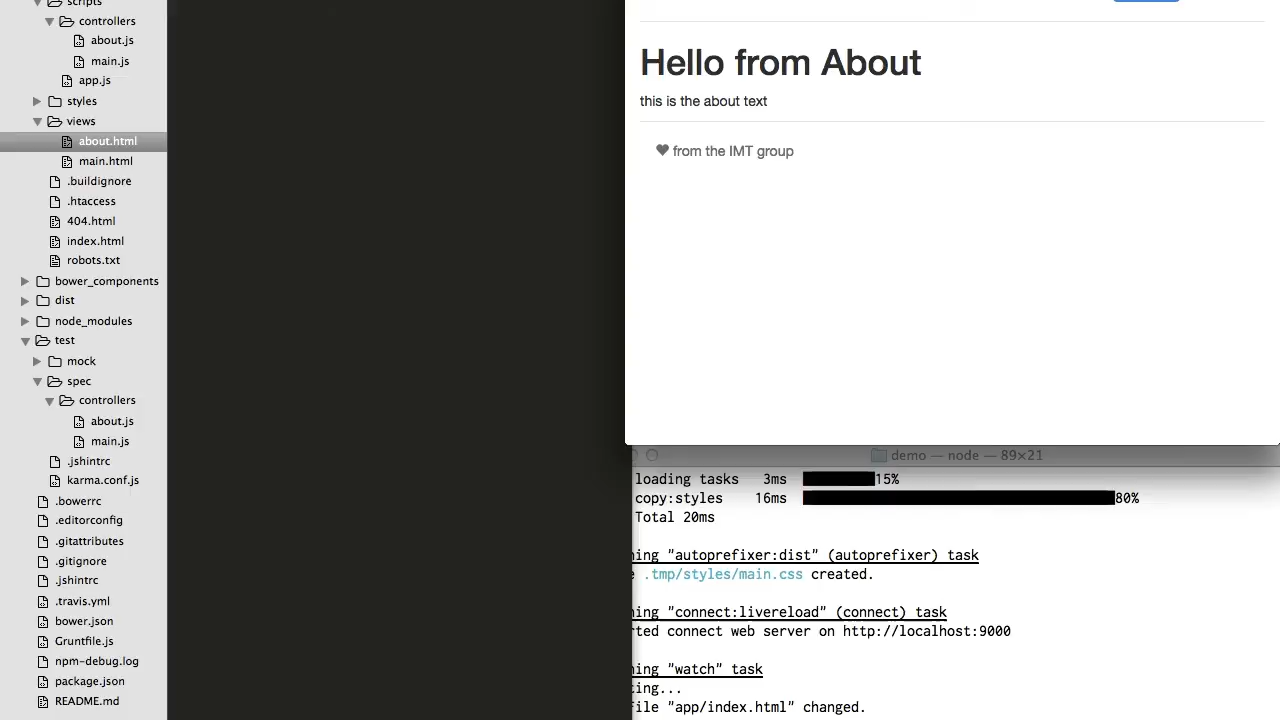 scripts
controllers
about.js
main.js
app.js
styles
views
about.html
main.html
.buildignore
.htaccess
404.html
index.html
robots.txt
bower_components
dist
node_modules
test
mock
spec
controllers
about.js
main.js
.jshintrc
karma.conf.js
.bowerrc
.editorconfig
.gitattributes
.gitignore
.jshintrc
.travis.yml
bower.json
Gruntfile.js
npm-debug.log
package.json
README.md
Hello from About
this is the about text
♥ from the IMT group
demo — node — 89×21
loading tasks 3ms 15%
copy:styles 16ms 80%
Total 20ms
ning "autoprefixer:dist" (autoprefixer) task
e .tmp/styles/main.css created.
ning "connect:livereload" (connect) task
rted connect web server on http://localhost:9000
ning "watch" task
ting...
file "app/index.html" changed.